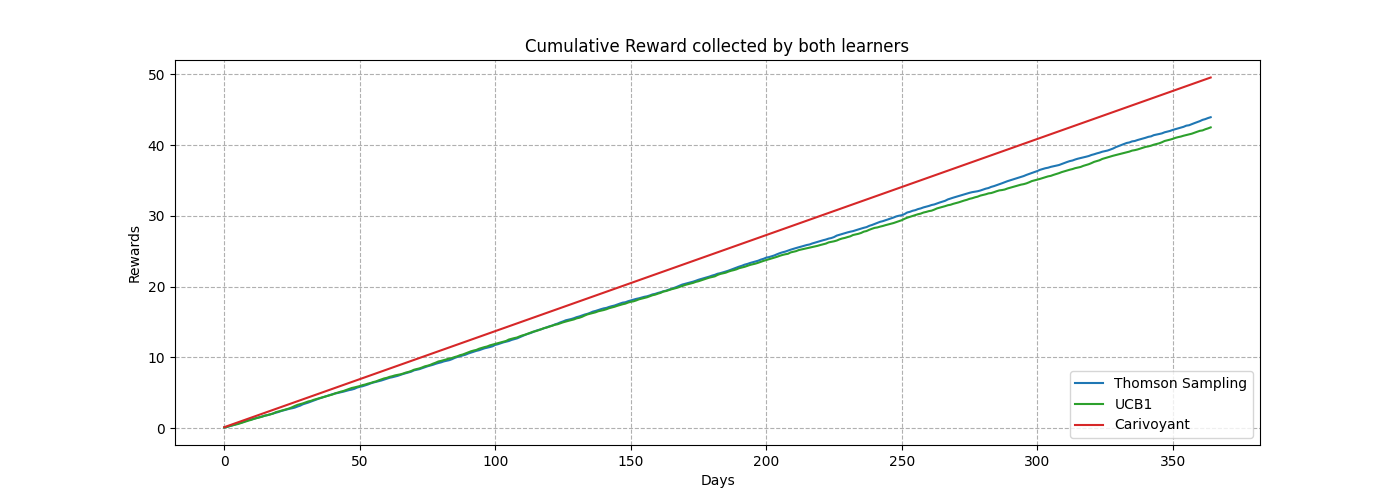 Cumulative Reward collected by both learners
50
40
30
20
10
0
Rewards
0 50 100 150 200 250 300 350
Days
Thomson Sampling
UCB1
Carivoyant